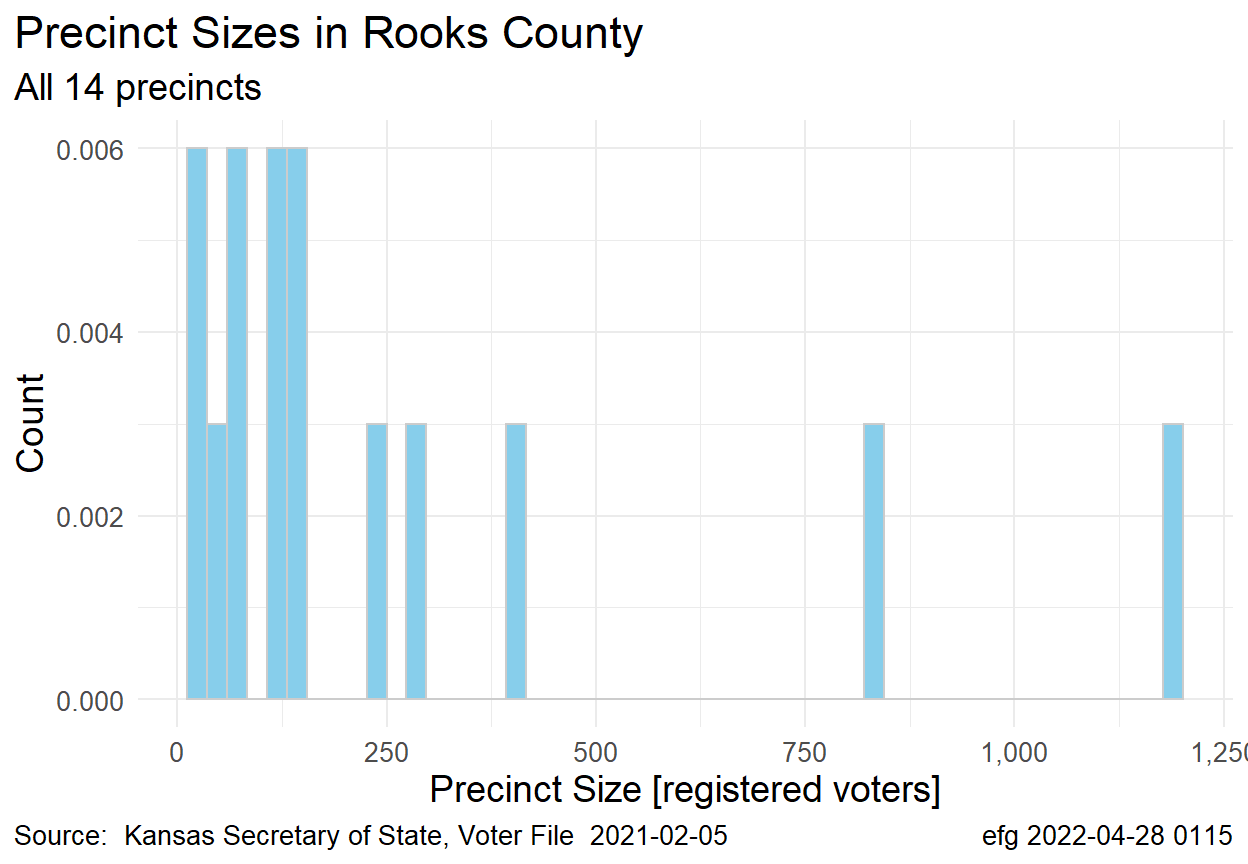 Precinct Sizes in Rooks County
All 14 precincts
0.006
0.004
0.002
0.000
Count
0 250 500 750 1,000 1,250
Precinct Size [registered voters]
Source:  Kansas Secretary of State, Voter File  2021-02-05 efg 2022-04-28 0115